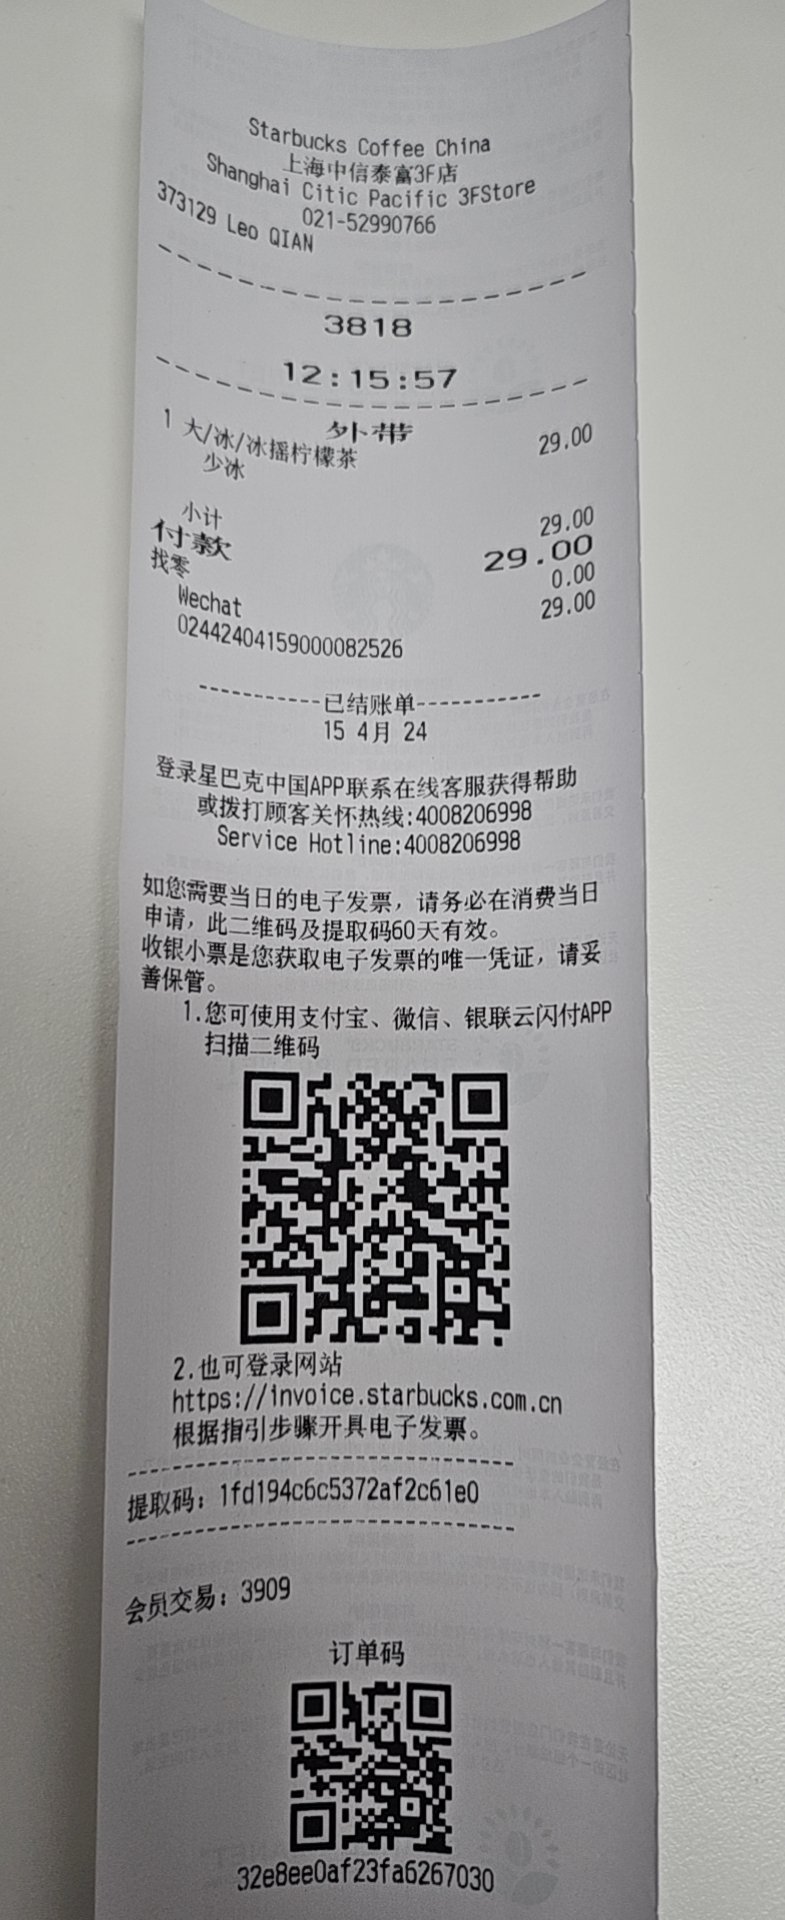 Starbucks Coffee China
上海中信泰富3F店
Shanghai Citic Pacific 3FStore
021-52990766
373129 Leo QIAN
3818
12:15:57
外带
1 大/冰/冰摇柠檬茶 29.00
少冰
小计 29.00
付款 29.00
找零 0.00
Wechat 29.00
02442404159000082526
-----------已结账单-----------
15 4月 24
登录星巴克中国APP联系在线客服获得帮助
或拨打顾客关怀热线:4008206998
Service Hotline:4008206998
如您需要当日的电子发票，请务必在消费当日
申请，此二维码及提取码60天有效。
收银小票是您获取电子发票的唯一凭证，请妥
善保管。
1.您可使用支付宝、微信、银联云闪付APP
扫描二维码
2.也可登录网站
https://invoice.starbucks.com.cn
根据指引步骤开具电子发票。
提取码：1fd194c6c5372af2c61e0
会员交易：3909
订单码
32e8ee0af23fa6267030